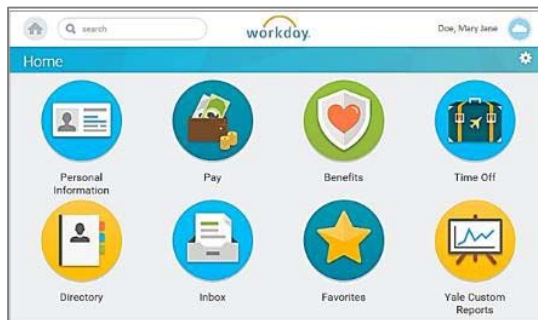 search
workday.
Doe, Mary Jane
Home
Personal
Information
Pay
Benefits
Time Off
Directory
Inbox
Favorites
Yale Custom
Reports